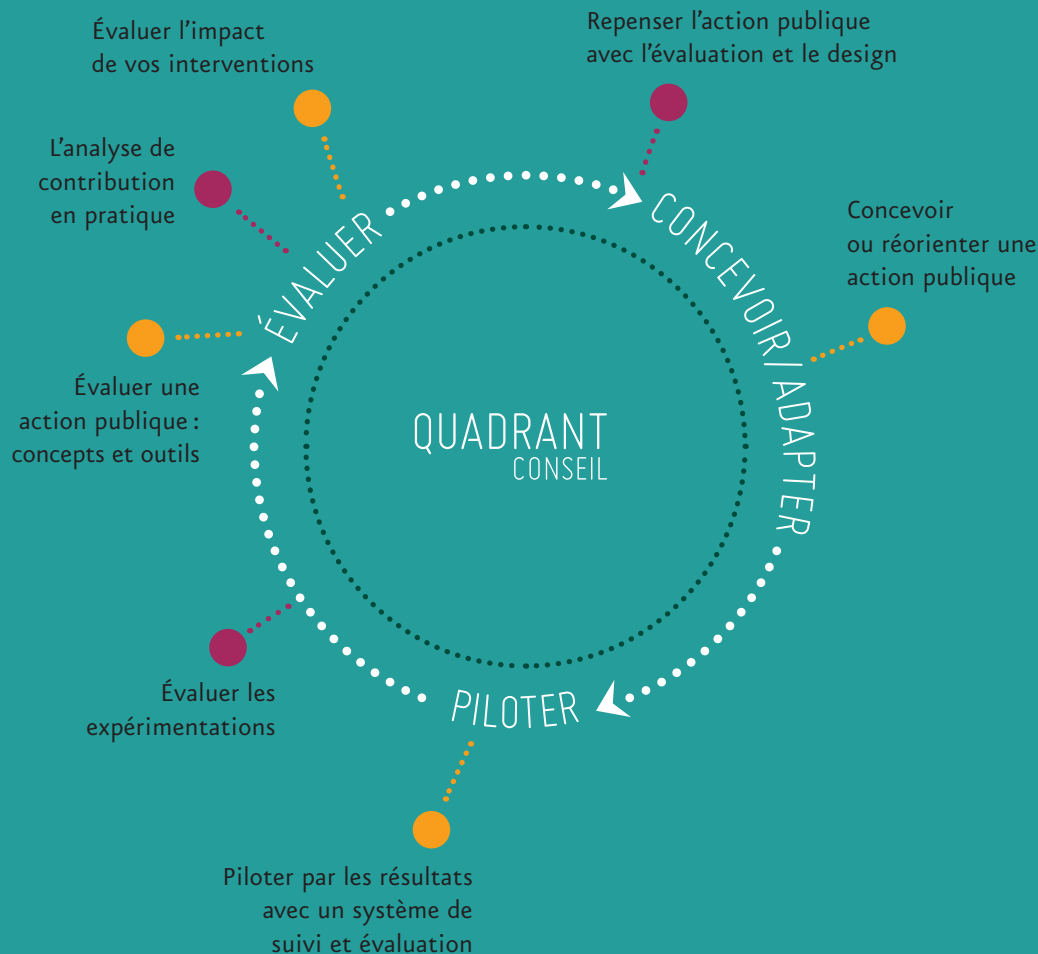 Évaluer l’impact
de vos interventions
Repenser l’action publique
avec l’évaluation et le design
L’analyse de
contribution
en pratique
ÉVALUER
CONCEVOIR/ADAPTER
Concevoir
ou réorienter une
action publique
Évaluer une
action publique :
concepts et outils
QUADRANT
CONSEIL
Évaluer les
expérimentations
PILOTER
Piloter par les résultats
avec un système de
suivi et évaluation